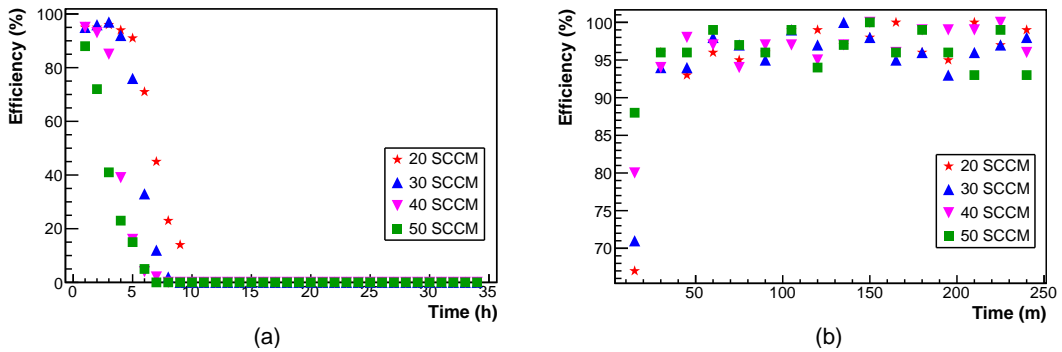 Efficiency (%)
100
80
60
40
20
0
0 5 10 15 20 25 30 35
Time (h)
20 SCCM
30 SCCM
40 SCCM
50 SCCM
(a)
Efficiency (%)
100
95
90
85
80
75
70
50 100 150 200 250
Time (m)
20 SCCM
30 SCCM
40 SCCM
50 SCCM
(b)